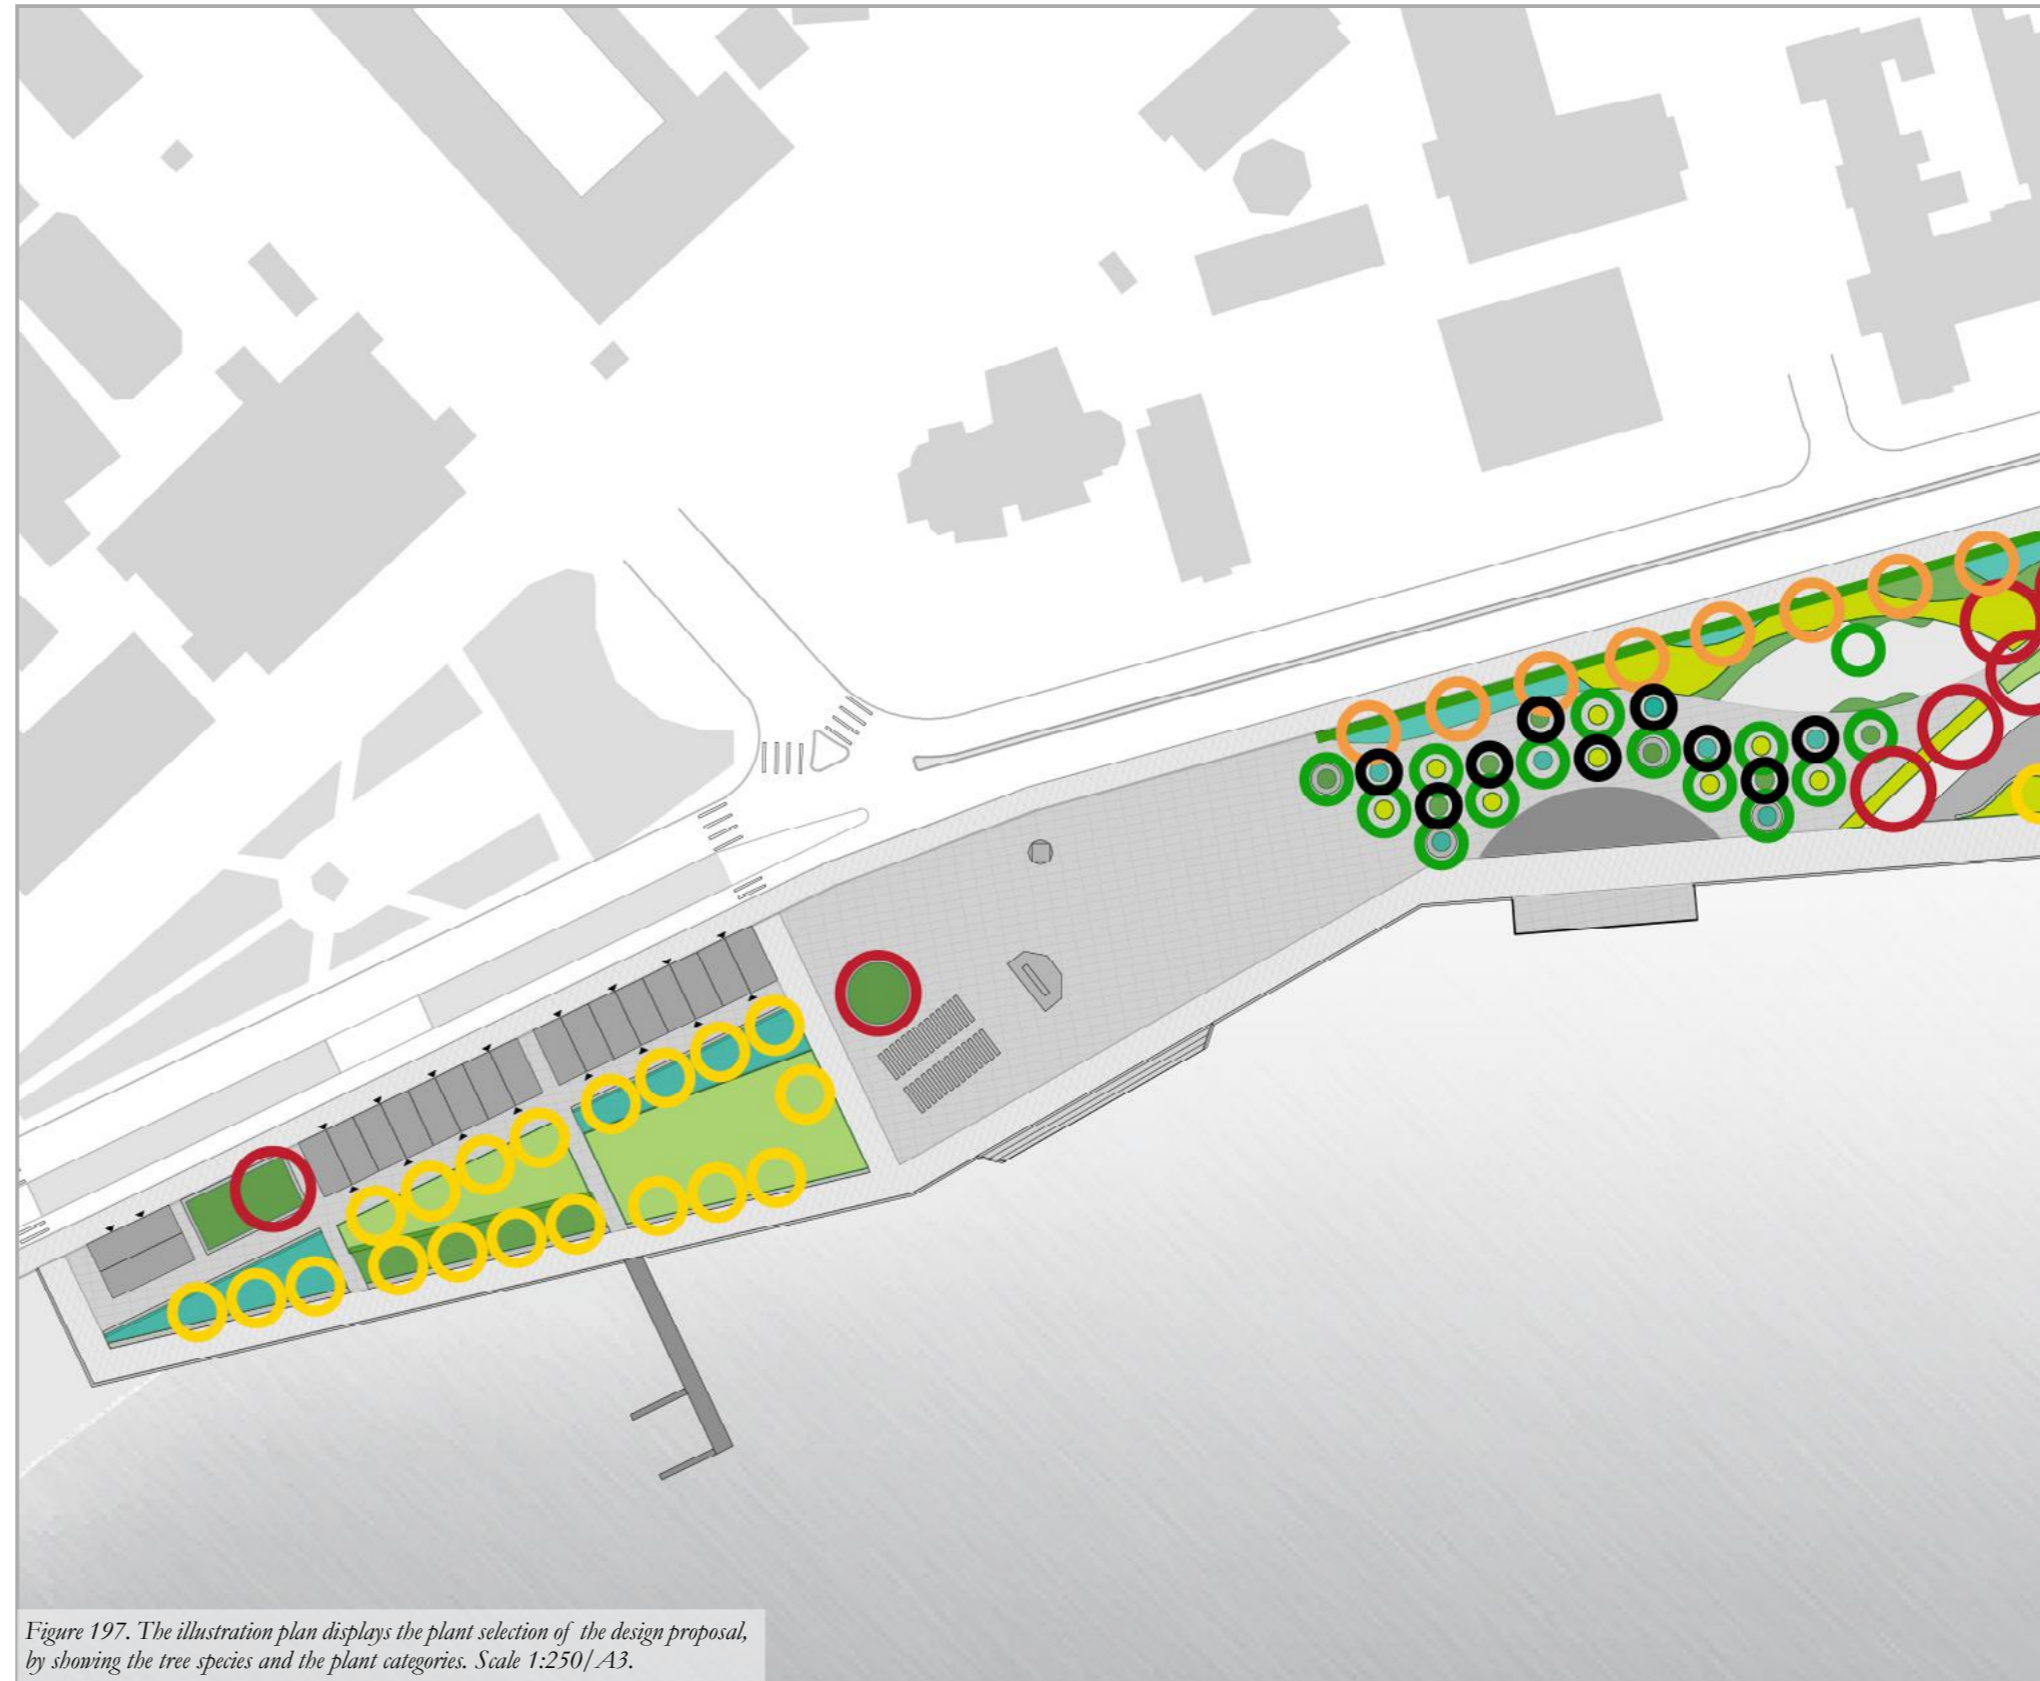 Figure 197. The illustration plan displays the plant selection of the design proposal,
by showing the tree species and the plant categories. Scale 1:250/A3.